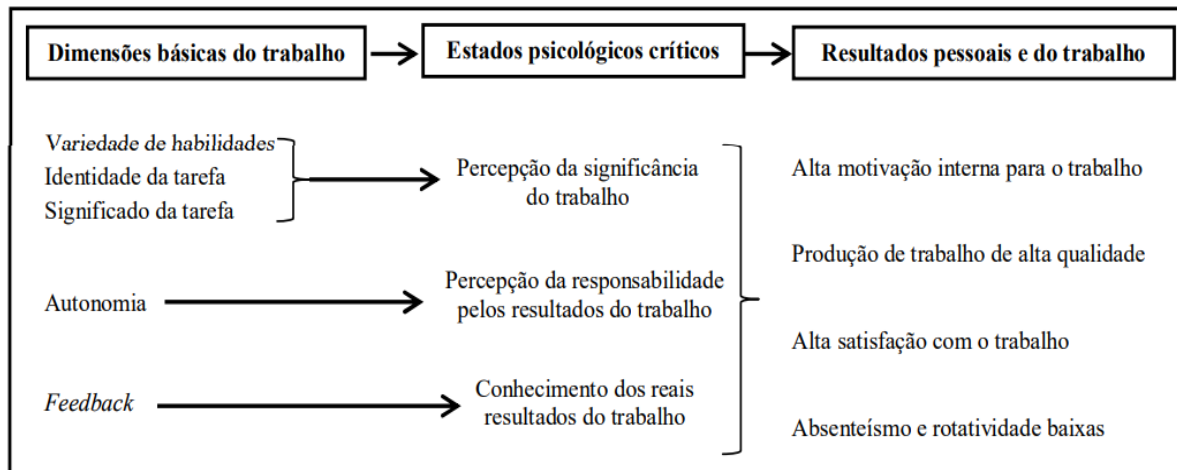 Dimensões básicas do trabalho
Estados psicológicos críticos
Resultados pessoais e do trabalho
Variedade de habilidades
Identidade da tarefa
Significado da tarefa
Percepção da significância
do trabalho
Autonomia
Percepção da responsabilidade
pelos resultados do trabalho
Feedback
Conhecimento dos reais
resultados do trabalho
Alta motivação interna para o trabalho
Produção de trabalho de alta qualidade
Alta satisfação com o trabalho
Absenteísmo e rotatividade baixas